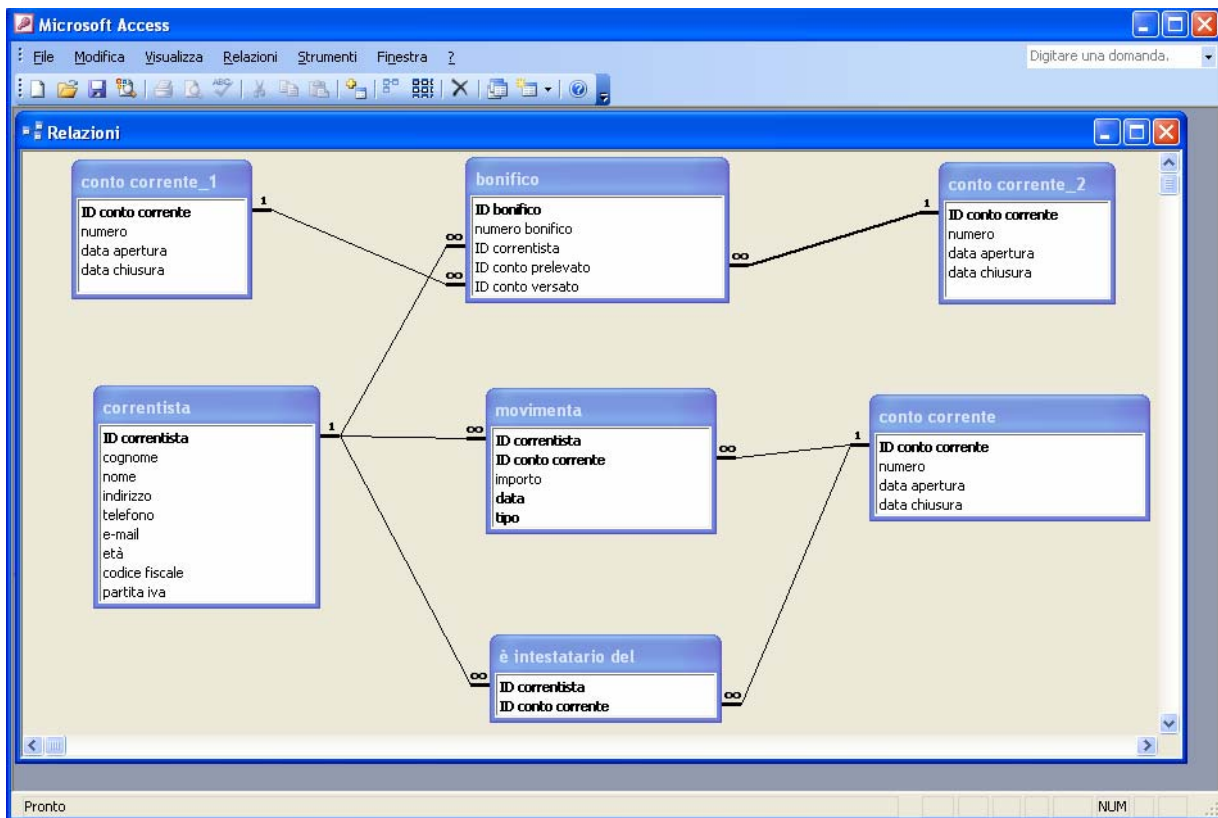 Microsoft Access
File Modifica Visualizza Relazioni Strumenti Finestra ? Digitare una domanda.
ABC
Relazioni
conto corrente_1
ID conto corrente
numero
data apertura
data chiusura
1
bonifico
ID bonifico
numero bonifico
ID correntista
ID conto prelevato
ID conto versato
∞
∞
∞
conto corrente_2
ID conto corrente
numero
data apertura
data chiusura
1
correntista
ID correntista
cognome
nome
indirizzo
telefono
e-mail
età
codice fiscale
partita iva
1
movimenta
ID correntista
ID conto corrente
importo
data
tipo
∞
∞
conto corrente
ID conto corrente
numero
data apertura
data chiusura
1
è intestatario del
ID correntista
ID conto corrente
∞
∞
Pronto NUM